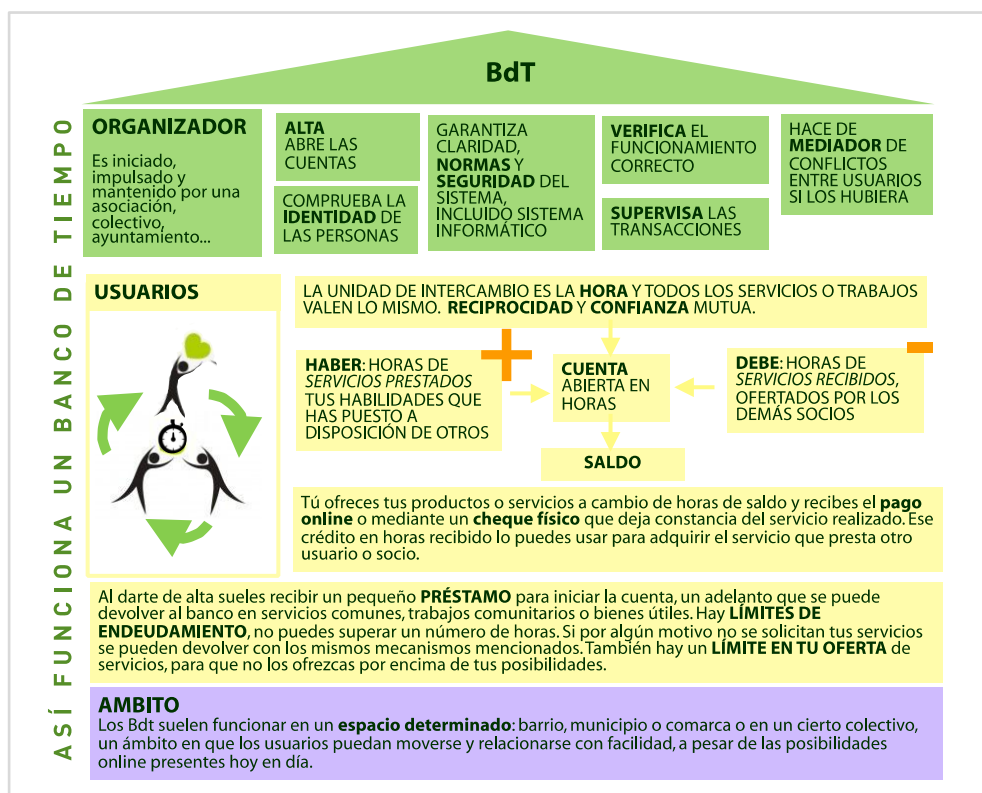 BdT
ASÍ FUNCIONA UN BANCO DE TIEMPO
ORGANIZADOR
Es iniciado,
impulsado y
mantenido por una
asociación,
colectivo,
ayuntamiento...
ALTA
ABRE LAS
CUENTAS
COMPRUEBA LA
IDENTIDAD DE
LAS PERSONAS
GARANTIZA
CLARIDAD,
NORMAS Y
SEGURIDAD DEL
SISTEMA,
INCLUIDO SISTEMA
INFORMÁTICO
VERIFICA EL
FUNCIONAMIENTO
CORRECTO
SUPERVISA LAS
TRANSACCIONES
HACE DE
MEDIADOR DE
CONFLICTOS
ENTRE USUARIOS
SI LOS HUBIERA
USUARIOS
LA UNIDAD DE INTERCAMBIO ES LA HORA Y TODOS LOS SERVICIOS O TRABAJOS
VALEN LO MISMO. RECIPROCIDAD Y CONFIANZA MUTUA.
HABER: HORAS DE
SERVICIOS PRESTADOS
TUS HABILIDADES QUE
HAS PUESTO A
DISPOSICIÓN DE OTROS
+
CUENTA
ABIERTA EN
HORAS
-
DEBE: HORAS DE
SERVICIOS RECIBIDOS,
OFERTADOS POR LOS
DEMÁS SOCIOS
SALDO
Tú ofreces tus productos o servicios a cambio de horas de saldo y recibes el pago
online o mediante un cheque físico que deja constancia del servicio realizado. Ese
crédito en horas recibido lo puedes usar para adquirir el servicio que presta otro
usuario o socio.
Al darte de alta sueles recibir un pequeño PRÉSTAMO para iniciar la cuenta, un adelanto que se puede
devolver al banco en servicios comunes, trabajos comunitarios o bienes útiles. Hay LÍMITES DE
ENDEUDAMIENTO, no puedes superar un número de horas. Si por algún motivo no se solicitan tus servicios
se pueden devolver con los mismos mecanismos mencionados. También hay un LÍMITE EN TU OFERTA de
servicios, para que no los ofrezcas por encima de tus posibilidades.
AMBITO
Los Bdt suelen funcionar en un espacio determinado: barrio, municipio o comarca o en un cierto colectivo,
un ámbito en que los usuarios puedan moverse y relacionarse con facilidad, a pesar de las posibilidades
online presentes hoy en día.